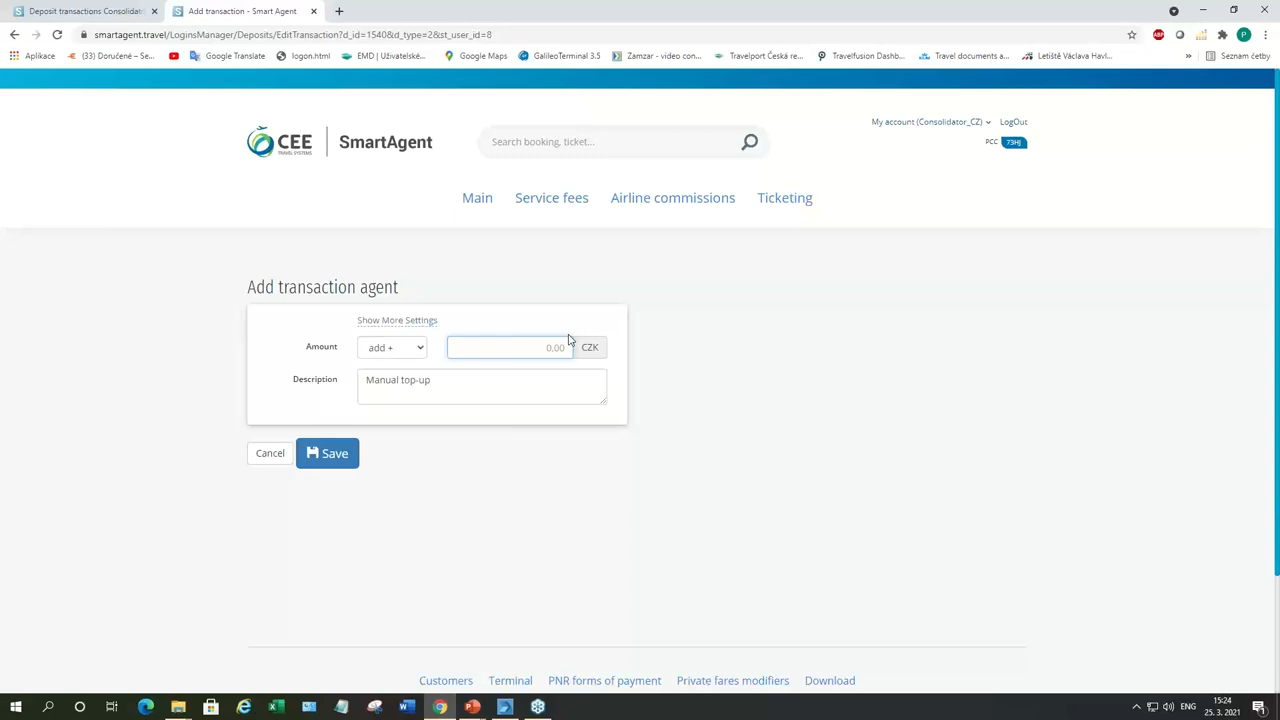 Deposit transactions Consolidat
Add transaction - Smart Agent
smartagent.travel/LoginsManager/Deposits/EditTransaction?d_id=1540&d_type=2&st_user_id=8
Aplikace
(33) Doručené – Se...
Google Translate
logon.html
EMD | Uživatelské...
Google Maps
GalileoTerminal 3.5
Zamzar - video con...
Travelport Česká re...
Travelfusion Dashb...
Travel documents a...
Letiště Václava Havl...
»
Seznam četby
CEE
TRAVEL SYSTEMS
SmartAgent
Search booking, ticket...
My account (Consolidator_CZ)
LogOut
PCC 73HJ
Main
Service fees
Airline commissions
Ticketing
Add transaction agent
Show More Settings
Amount
add +
0.00
CZK
Description
Manual top-up
Cancel
Save
Customers
Terminal
PNR forms of payment
Private fares modifiers
Download
ENG
15:24
25. 3. 2021